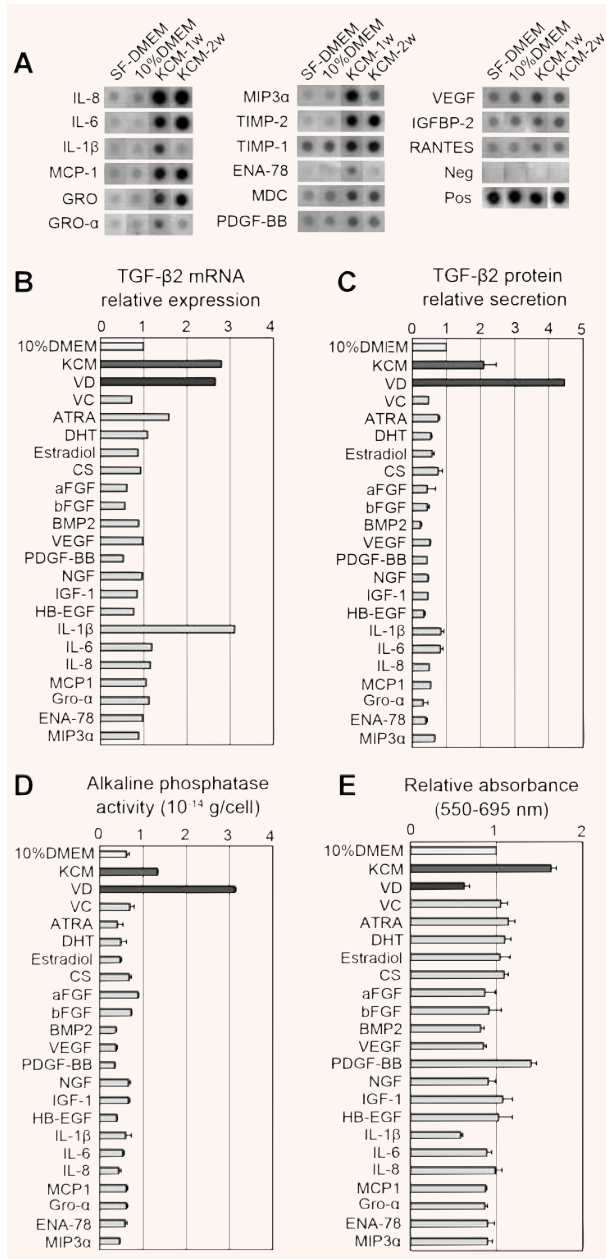 A
SF-DMEM 10%DMEM KCM-1w KCM-2w
IL-8
IL-6
IL-1β
MCP-1
GRO
GRO-α
SF-DMEM 10%DMEM KCM-1w KCM-2w
MIP3α
TIMP-2
TIMP-1
ENA-78
MDC
PDGF-BB
SF-DMEM 10%DMEM KCM-1w KCM-2w
VEGF
IGFBP-2
RANTES
Neg
Pos
B
TGF-β2 mRNA
relative expression
0 1 2 3 4
10%DMEM
KCM
VD
VC
ATRA
DHT
Estradiol
CS
aFGF
bFGF
BMP2
VEGF
PDGF-BB
NGF
IGF-1
HB-EGF
IL-1β
IL-6
IL-8
MCP1
Gro-α
ENA-78
MIP3α
C
TGF-β2 protein
relative secretion
0 1 2 3 4 5
10%DMEM
KCM
VD
VC
ATRA
DHT
Estradiol
CS
aFGF
bFGF
BMP2
VEGF
PDGF-BB
NGF
IGF-1
HB-EGF
IL-1β
IL-6
IL-8
MCP1
Gro-α
ENA-78
MIP3α
D
Alkaline phosphatase
activity (10⁻¹⁴ g/cell)
0 1 2 3 4
10%DMEM
KCM
VD
VC
ATRA
DHT
Estradiol
CS
aFGF
bFGF
BMP2
VEGF
PDGF-BB
NGF
IGF-1
HB-EGF
IL-1β
IL-6
IL-8
MCP1
Gro-α
ENA-78
MIP3α
E
Relative absorbance
(550-695 nm)
0 1 2
10%DMEM
KCM
VD
VC
ATRA
DHT
Estradiol
CS
aFGF
bFGF
BMP2
VEGF
PDGF-BB
NGF
IGF-1
HB-EGF
IL-1β
IL-6
IL-8
MCP1
Gro-α
ENA-78
MIP3α